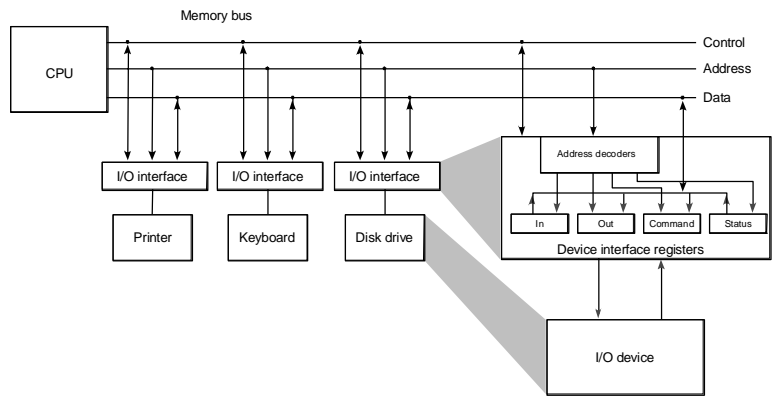 Memory bus
Control
CPU
Address
Data
Address decoders
I/O interface
I/O interface
I/O interface
In
Out
Command
Status
Printer
Keyboard
Disk drive
Device interface registers
I/O device